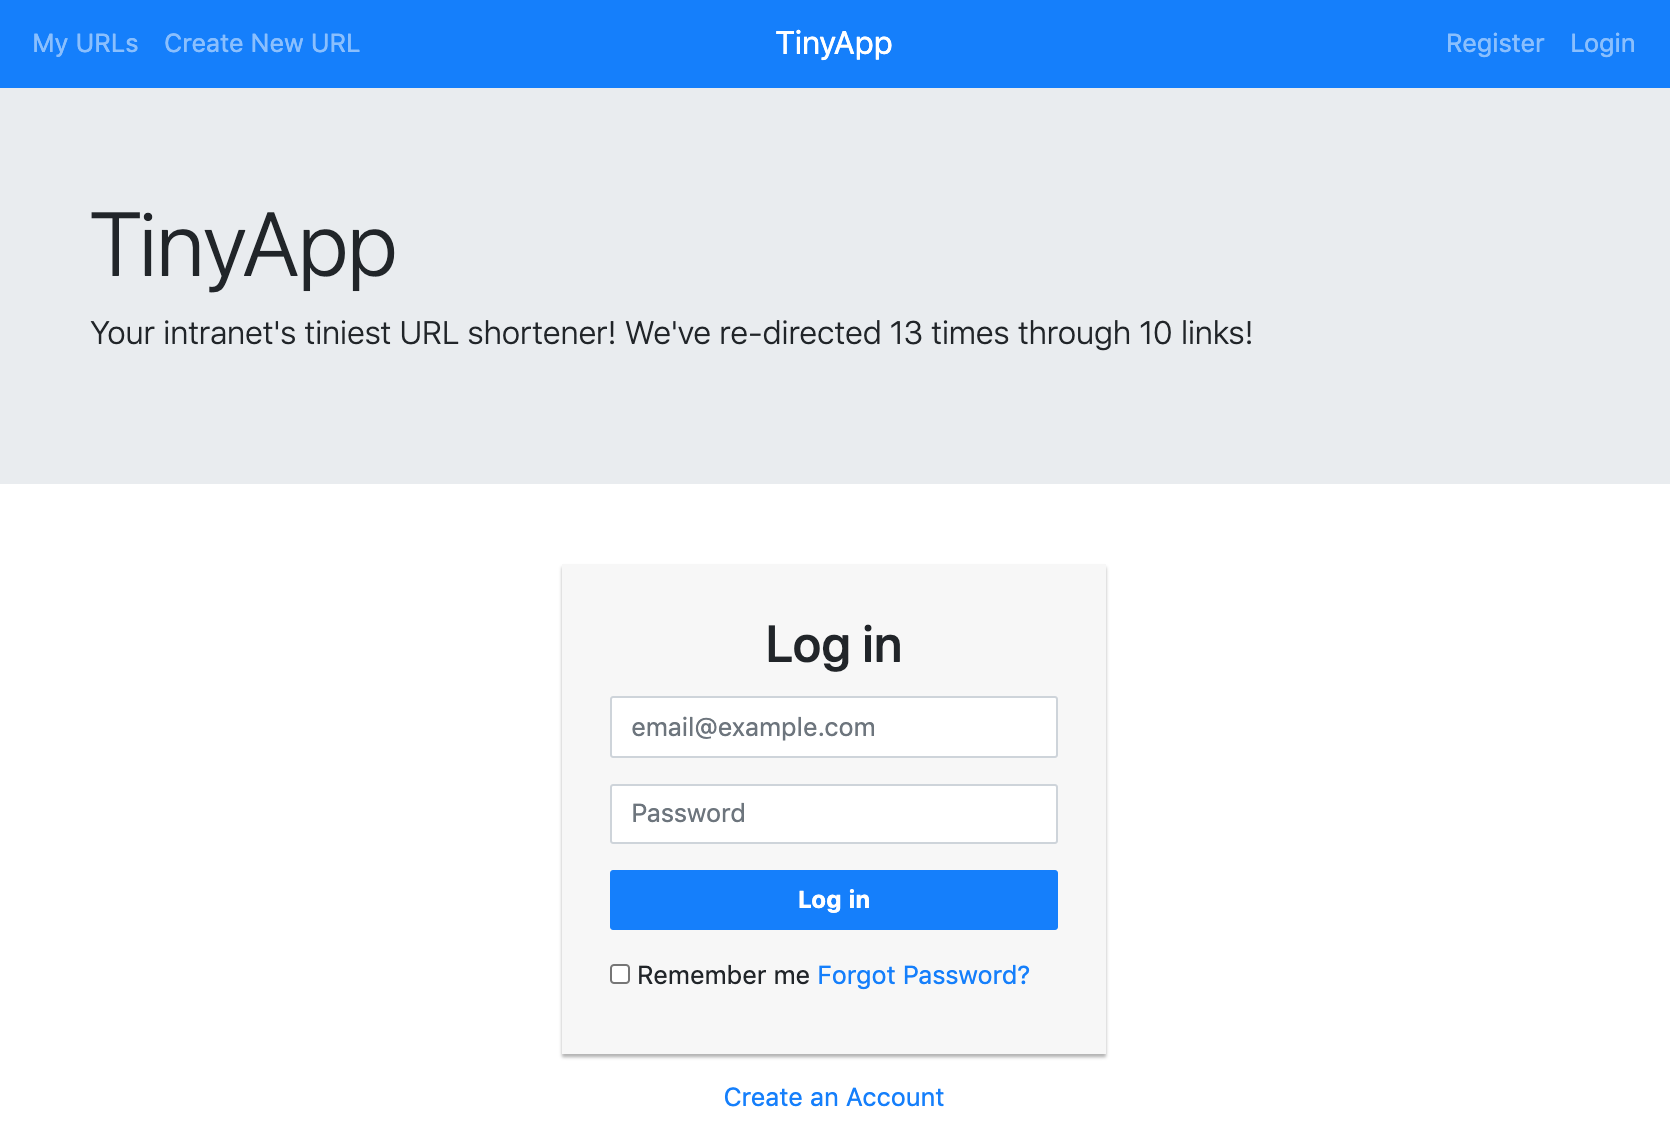 My URLs Create New URL TinyApp Register Login
TinyApp
Your intranet's tiniest URL shortener! We've re-directed 13 times through 10 links!
Log in
email@example.com
Password
Log in
Remember me Forgot Password?
Create an Account